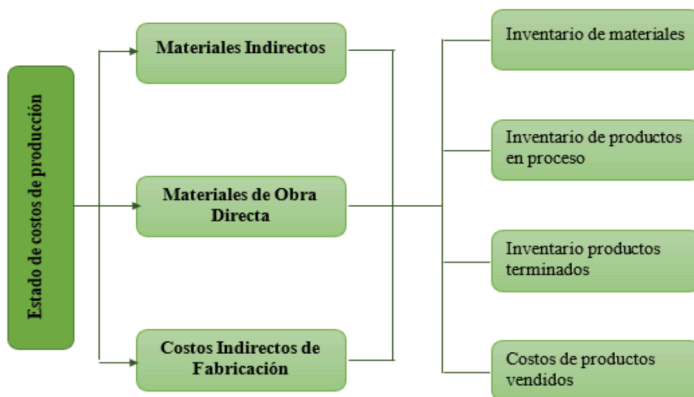 Estado de costos de producción
Materiales Indirectos
Materiales de Obra
Directa
Costos Indirectos de
Fabricación
Inventario de materiales
Inventario de productos
en proceso
Inventario productos
terminados
Costos de productos
vendidos